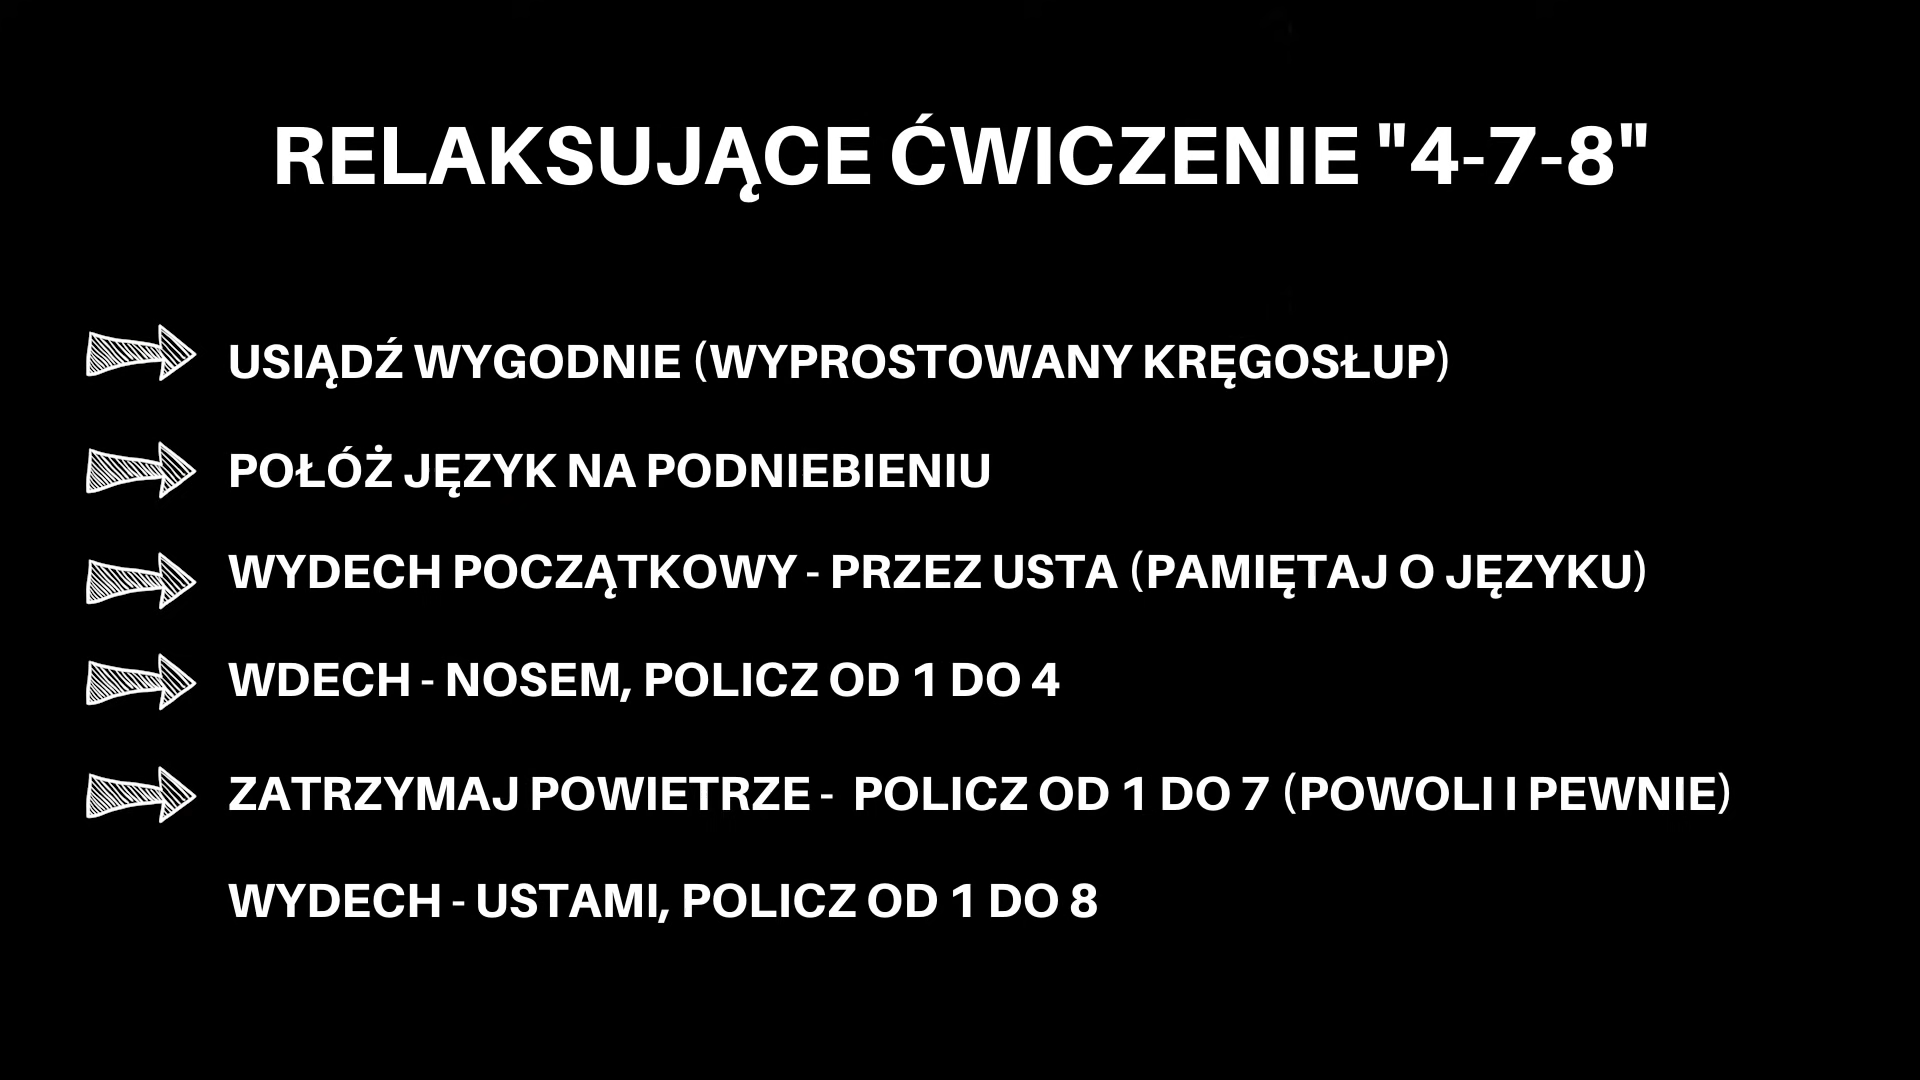 RELAKSUJĄCE ĆWICZENIE "4-7-8"
USIĄDŹ WYGODNIE (WYPROSTOWANY KRĘGOSŁUP)
POŁÓŻ JĘZYK NA PODNIEBIENIU
WYDECH POCZĄTKOWY - PRZEZ USTA (PAMIĘTAJ O JĘZYKU)
WDECH - NOSEM, POLICZ OD 1 DO 4
ZATRZYMAJ POWIETRZE - POLICZ OD 1 DO 7 (POWOLI I PEWNIE)
WYDECH - USTAMI, POLICZ OD 1 DO 8